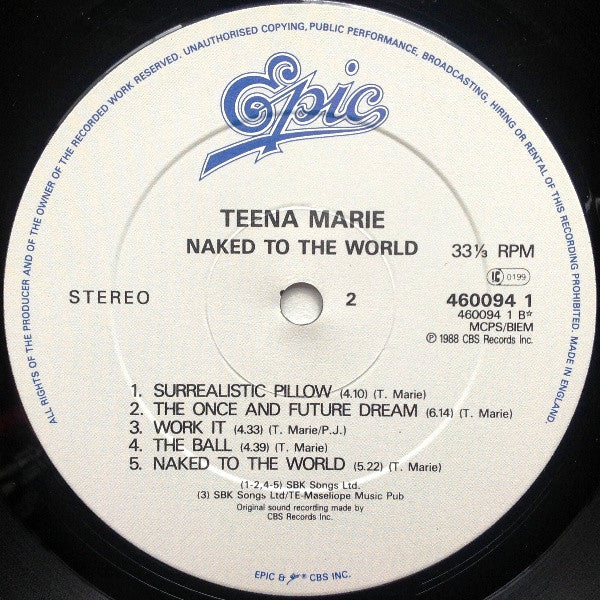 ALL RIGHTS OF THE PRODUCER AND OF THE OWNER OF THE RECORDED WORK RESERVED. UNAUTHORISED COPYING, PUBLIC PERFORMANCE, BROADCASTING, HIRING OR RENTAL OF THIS RECORDING PROHIBITED. MADE IN ENGLAND.
Epic
TEENA MARIE
NAKED TO THE WORLD 33⅓ RPM
IC 0199
STEREO 2 460094 1
460094 1 B☆
MCPS/BIEM
℗ 1988 CBS Records Inc.
1. SURREALISTIC PILLOW (4.10) (T. Marie)
2. THE ONCE AND FUTURE DREAM (6.14) (T. Marie)
3. WORK IT (4.33) (T. Marie/P.J.)
4. THE BALL (4.39) (T. Marie)
5. NAKED TO THE WORLD (5.22) (T. Marie)
(1-2,4-5) SBK Songs Ltd.
(3) SBK Songs Ltd/TE-Maseliope Music Pub
Original sound recording made by
CBS Records Inc.
EPIC & Epic ® CBS INC.